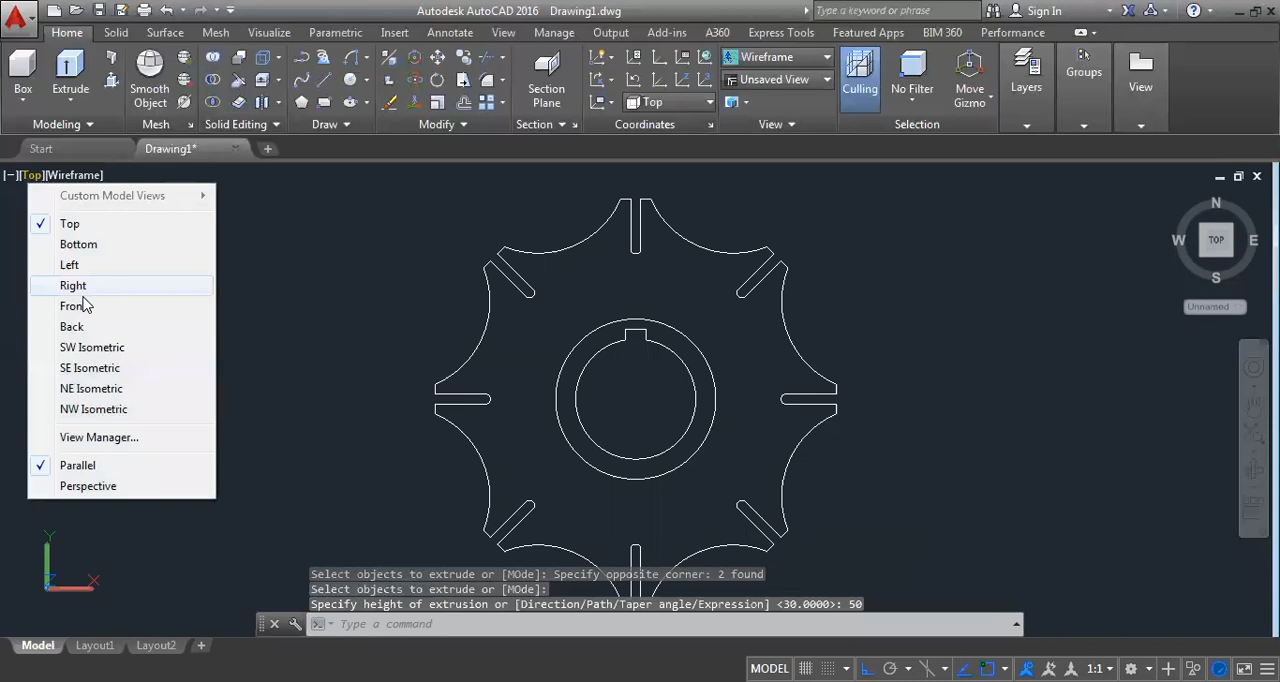 Autodesk AutoCAD 2016 Drawing1.dwg
Type a keyword or phrase
Sign In
Home Solid Surface Mesh Visualize Parametric Insert Annotate View Manage Output Add-ins A360 Express Tools Featured Apps BIM 360 Performance
Wireframe
Unsaved View
Top
Box Extrude Smooth Object Section Plane Culling No Filter Move Gizmo Layers Groups View
Modeling Mesh Solid Editing Draw Modify Section Coordinates View Selection
Start Drawing1*
[−][Top][Wireframe]
Custom Model Views
Top
Bottom
Left
Right
Front
Back
SW Isometric
SE Isometric
NE Isometric
NW Isometric
View Manager...
Parallel
Perspective
N
W TOP E
S
Unnamed
Y
X
Select objects to extrude or [MOde]: Specify opposite corner: 2 found
Select objects to extrude or [MOde]:
Specify height of extrusion or [Direction/Path/Taper angle/Expression] <30.0000>: 50
Type a command
Model Layout1 Layout2
MODEL 1:1